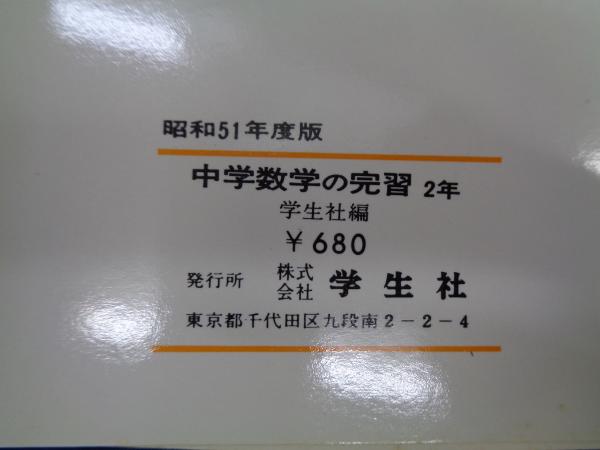 昭和51年度版
中学数学の完習 2年
学生社編
¥680
発行所 株式会社 学生社
東京都千代田区九段南2-2-4